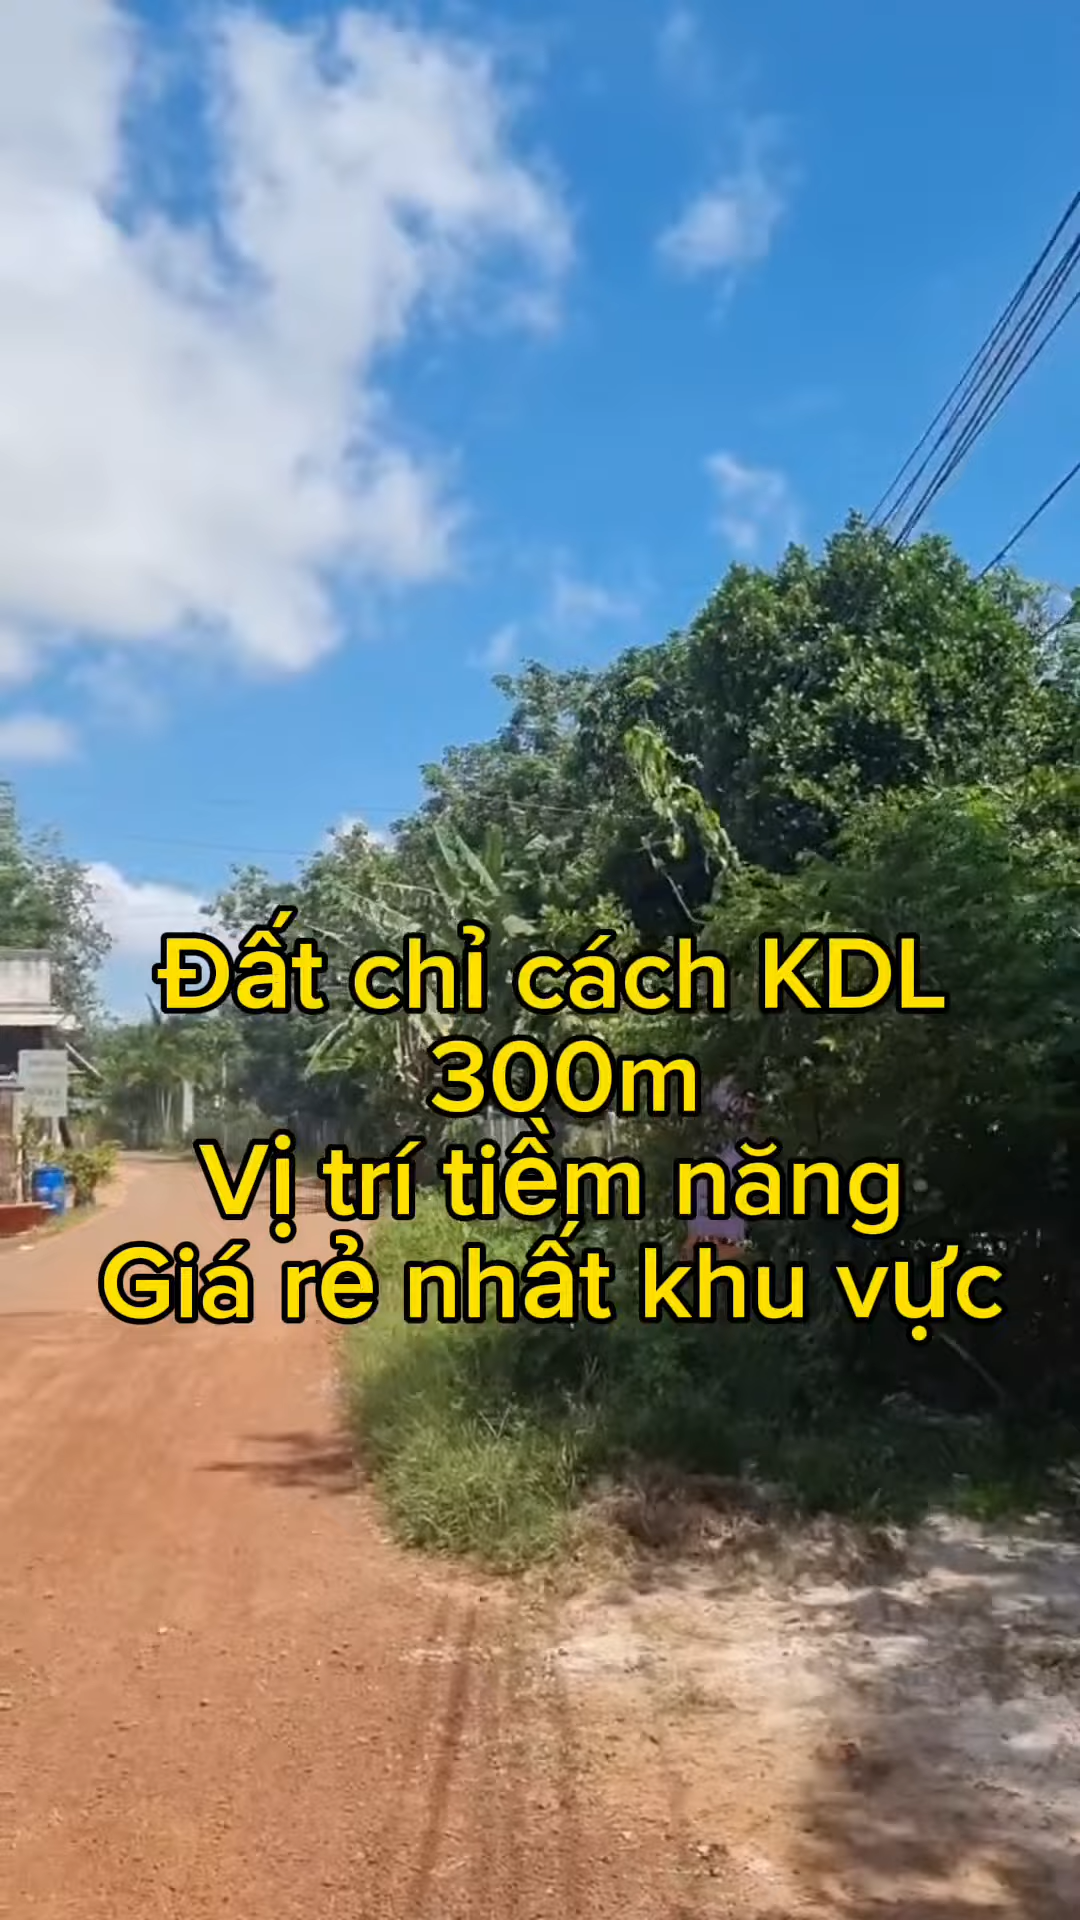 Đất chỉ cách KDL
300m
Vị trí tiềm năng
Giá rẻ nhất khu vực